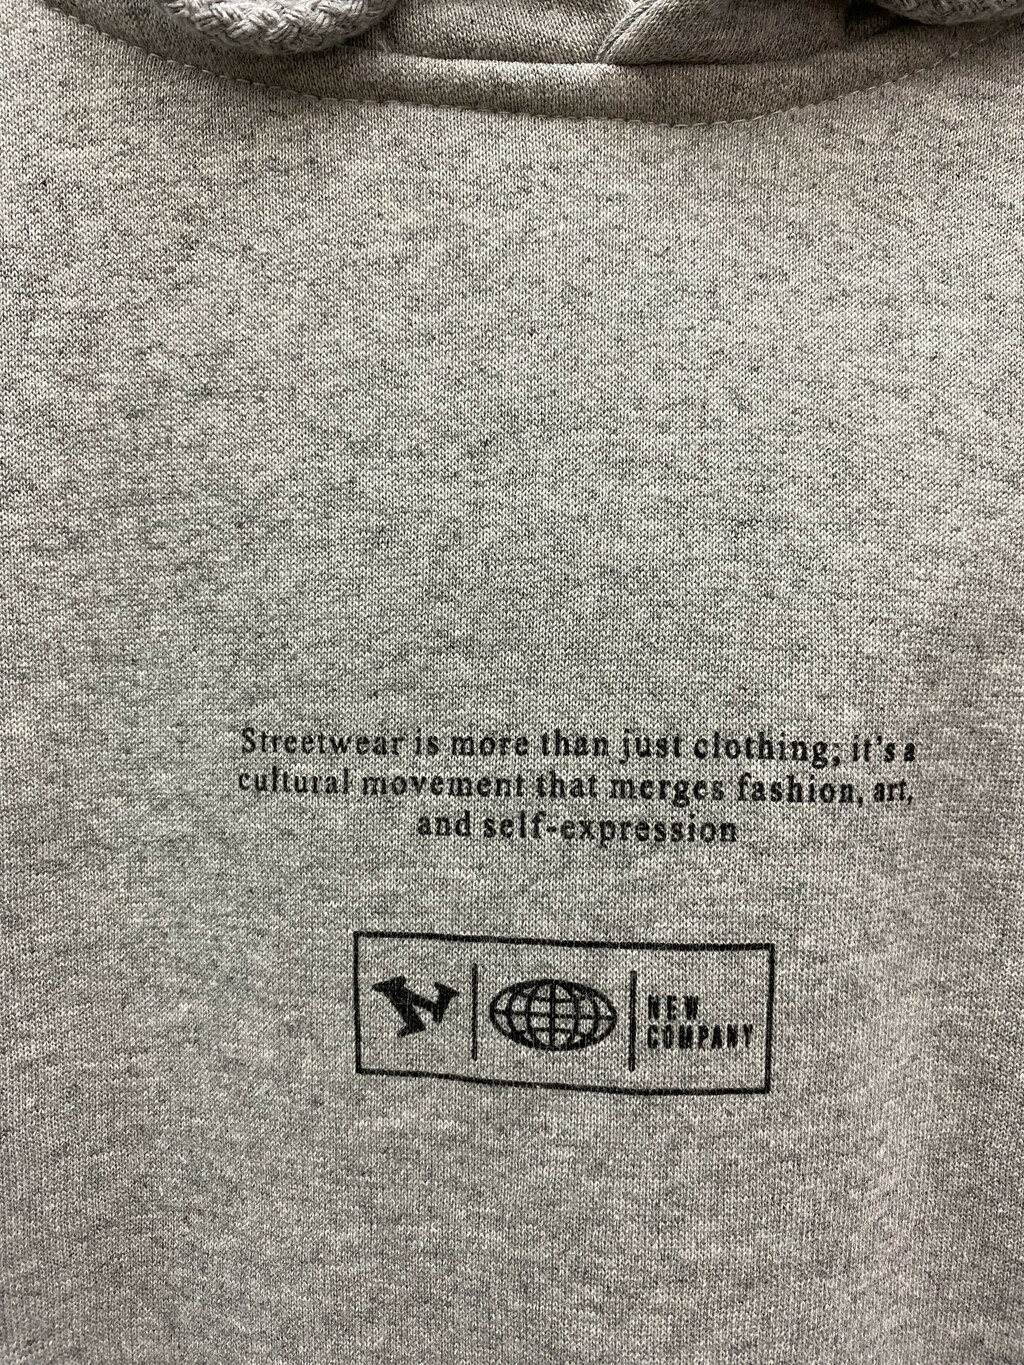 Streetwear is more than just clothing; it's a
cultural movement that merges fashion, art,
and self-expression
N
NEW
COMPANY